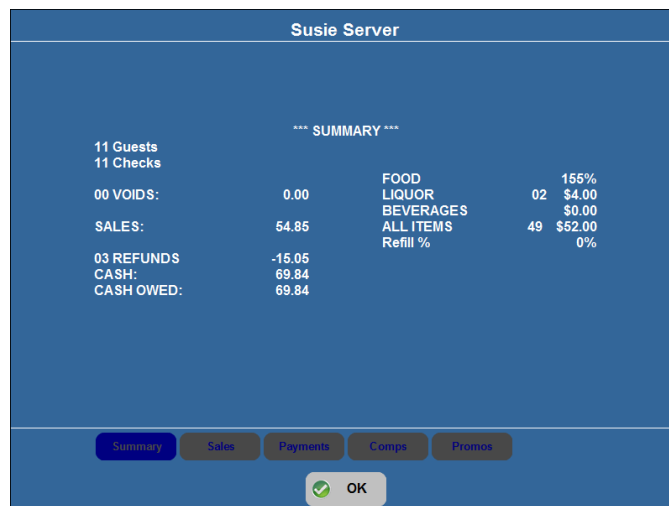 Susie Server
*** SUMMARY ***
11 Guests
11 Checks
00 VOIDS: 0.00
SALES: 54.85
03 REFUNDS -15.05
CASH: 69.84
CASH OWED: 69.84
FOOD 155%
LIQUOR 02 $4.00
BEVERAGES $0.00
ALL ITEMS 49 $52.00
Refill % 0%
Summary Sales Payments Comps Promos
OK